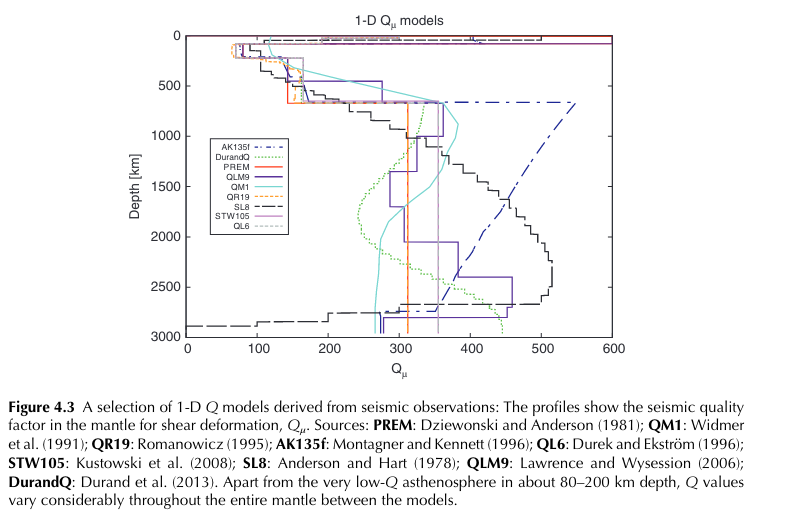 1-D Qμ models
0
500
1000
1500
2000
2500
3000
Depth [km]
AK135f
DurandQ
PREM
QLM9
QM1
QR19
SL8
STW105
QL6
0 100 200 300 400 500 600
Qμ
Figure 4.3 A selection of 1-D Q models derived from seismic observations: The profiles show the seismic quality
factor in the mantle for shear deformation, Qμ. Sources: PREM: Dziewonski and Anderson (1981); QM1: Widmer
et al. (1991); QR19: Romanowicz (1995); AK135f: Montagner and Kennett (1996); QL6: Durek and Ekström (1996);
STW105: Kustowski et al. (2008); SL8: Anderson and Hart (1978); QLM9: Lawrence and Wysession (2006);
DurandQ: Durand et al. (2013). Apart from the very low-Q asthenosphere in about 80–200 km depth, Q values
vary considerably throughout the entire mantle between the models.